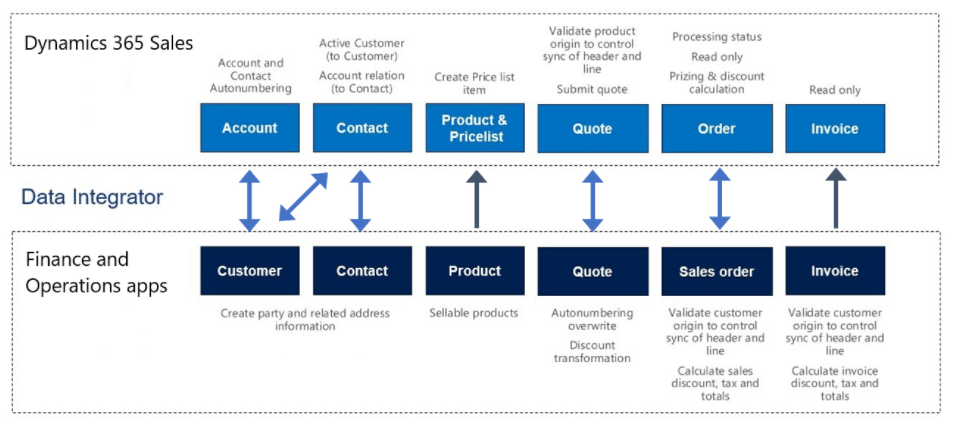 Dynamics 365 Sales
Account and
Contact
Autonumbering
Active Customer
(to Customer)
Account relation
(to Contact)
Create Price list
item
Validate product
origin to control
sync of header and
line
Submit quote
Processing status
Read only
Prizing & discount
calculation
Read only
Account
Contact
Product &
Pricelist
Quote
Order
Invoice
Data Integrator
Finance and
Operations apps
Customer
Contact
Product
Quote
Sales order
Invoice
Create party and related address
information
Sellable products
Autonumbering
overwrite
Discount
transformation
Validate customer
origin to control
sync of header and
line
Calculate sales
discount, tax and
totals
Validate customer
origin to control
sync of header and
line
Calculate invoice
discount, tax and
totals